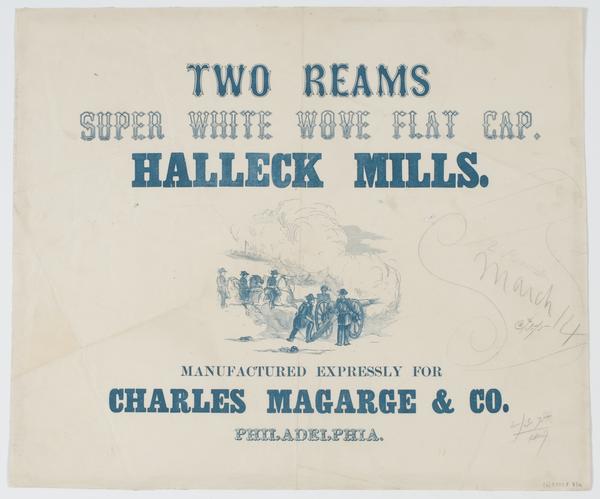 TWO REAMS
SUPER WHITE WOVE FLAT CAP.
HALLECK MILLS.
March 14
MANUFACTURED EXPRESSLY FOR
CHARLES MAGARGE & CO.
PHILADELPHIA.